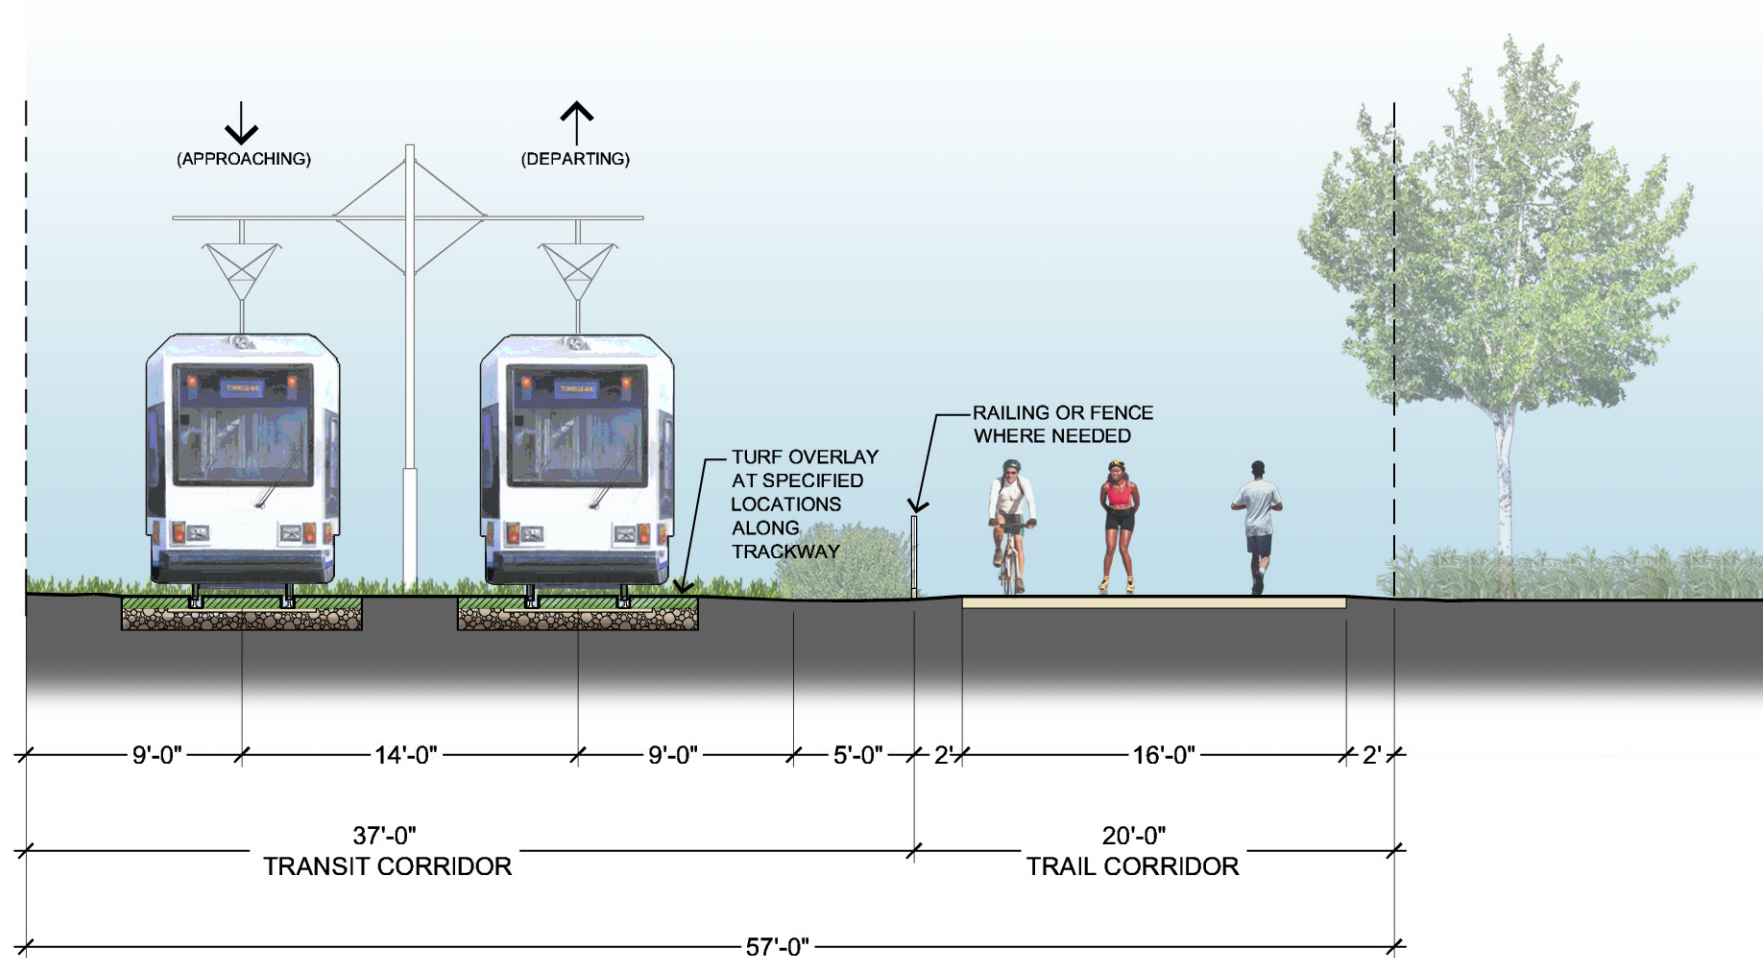 (APPROACHING)
(DEPARTING)
RAILING OR FENCE
WHERE NEEDED
TURF OVERLAY
AT SPECIFIED
LOCATIONS
ALONG
TRACKWAY
9'-0"
14'-0"
9'-0"
5'-0"
2'
16'-0"
2'
37'-0"
TRANSIT CORRIDOR
20'-0"
TRAIL CORRIDOR
57'-0"